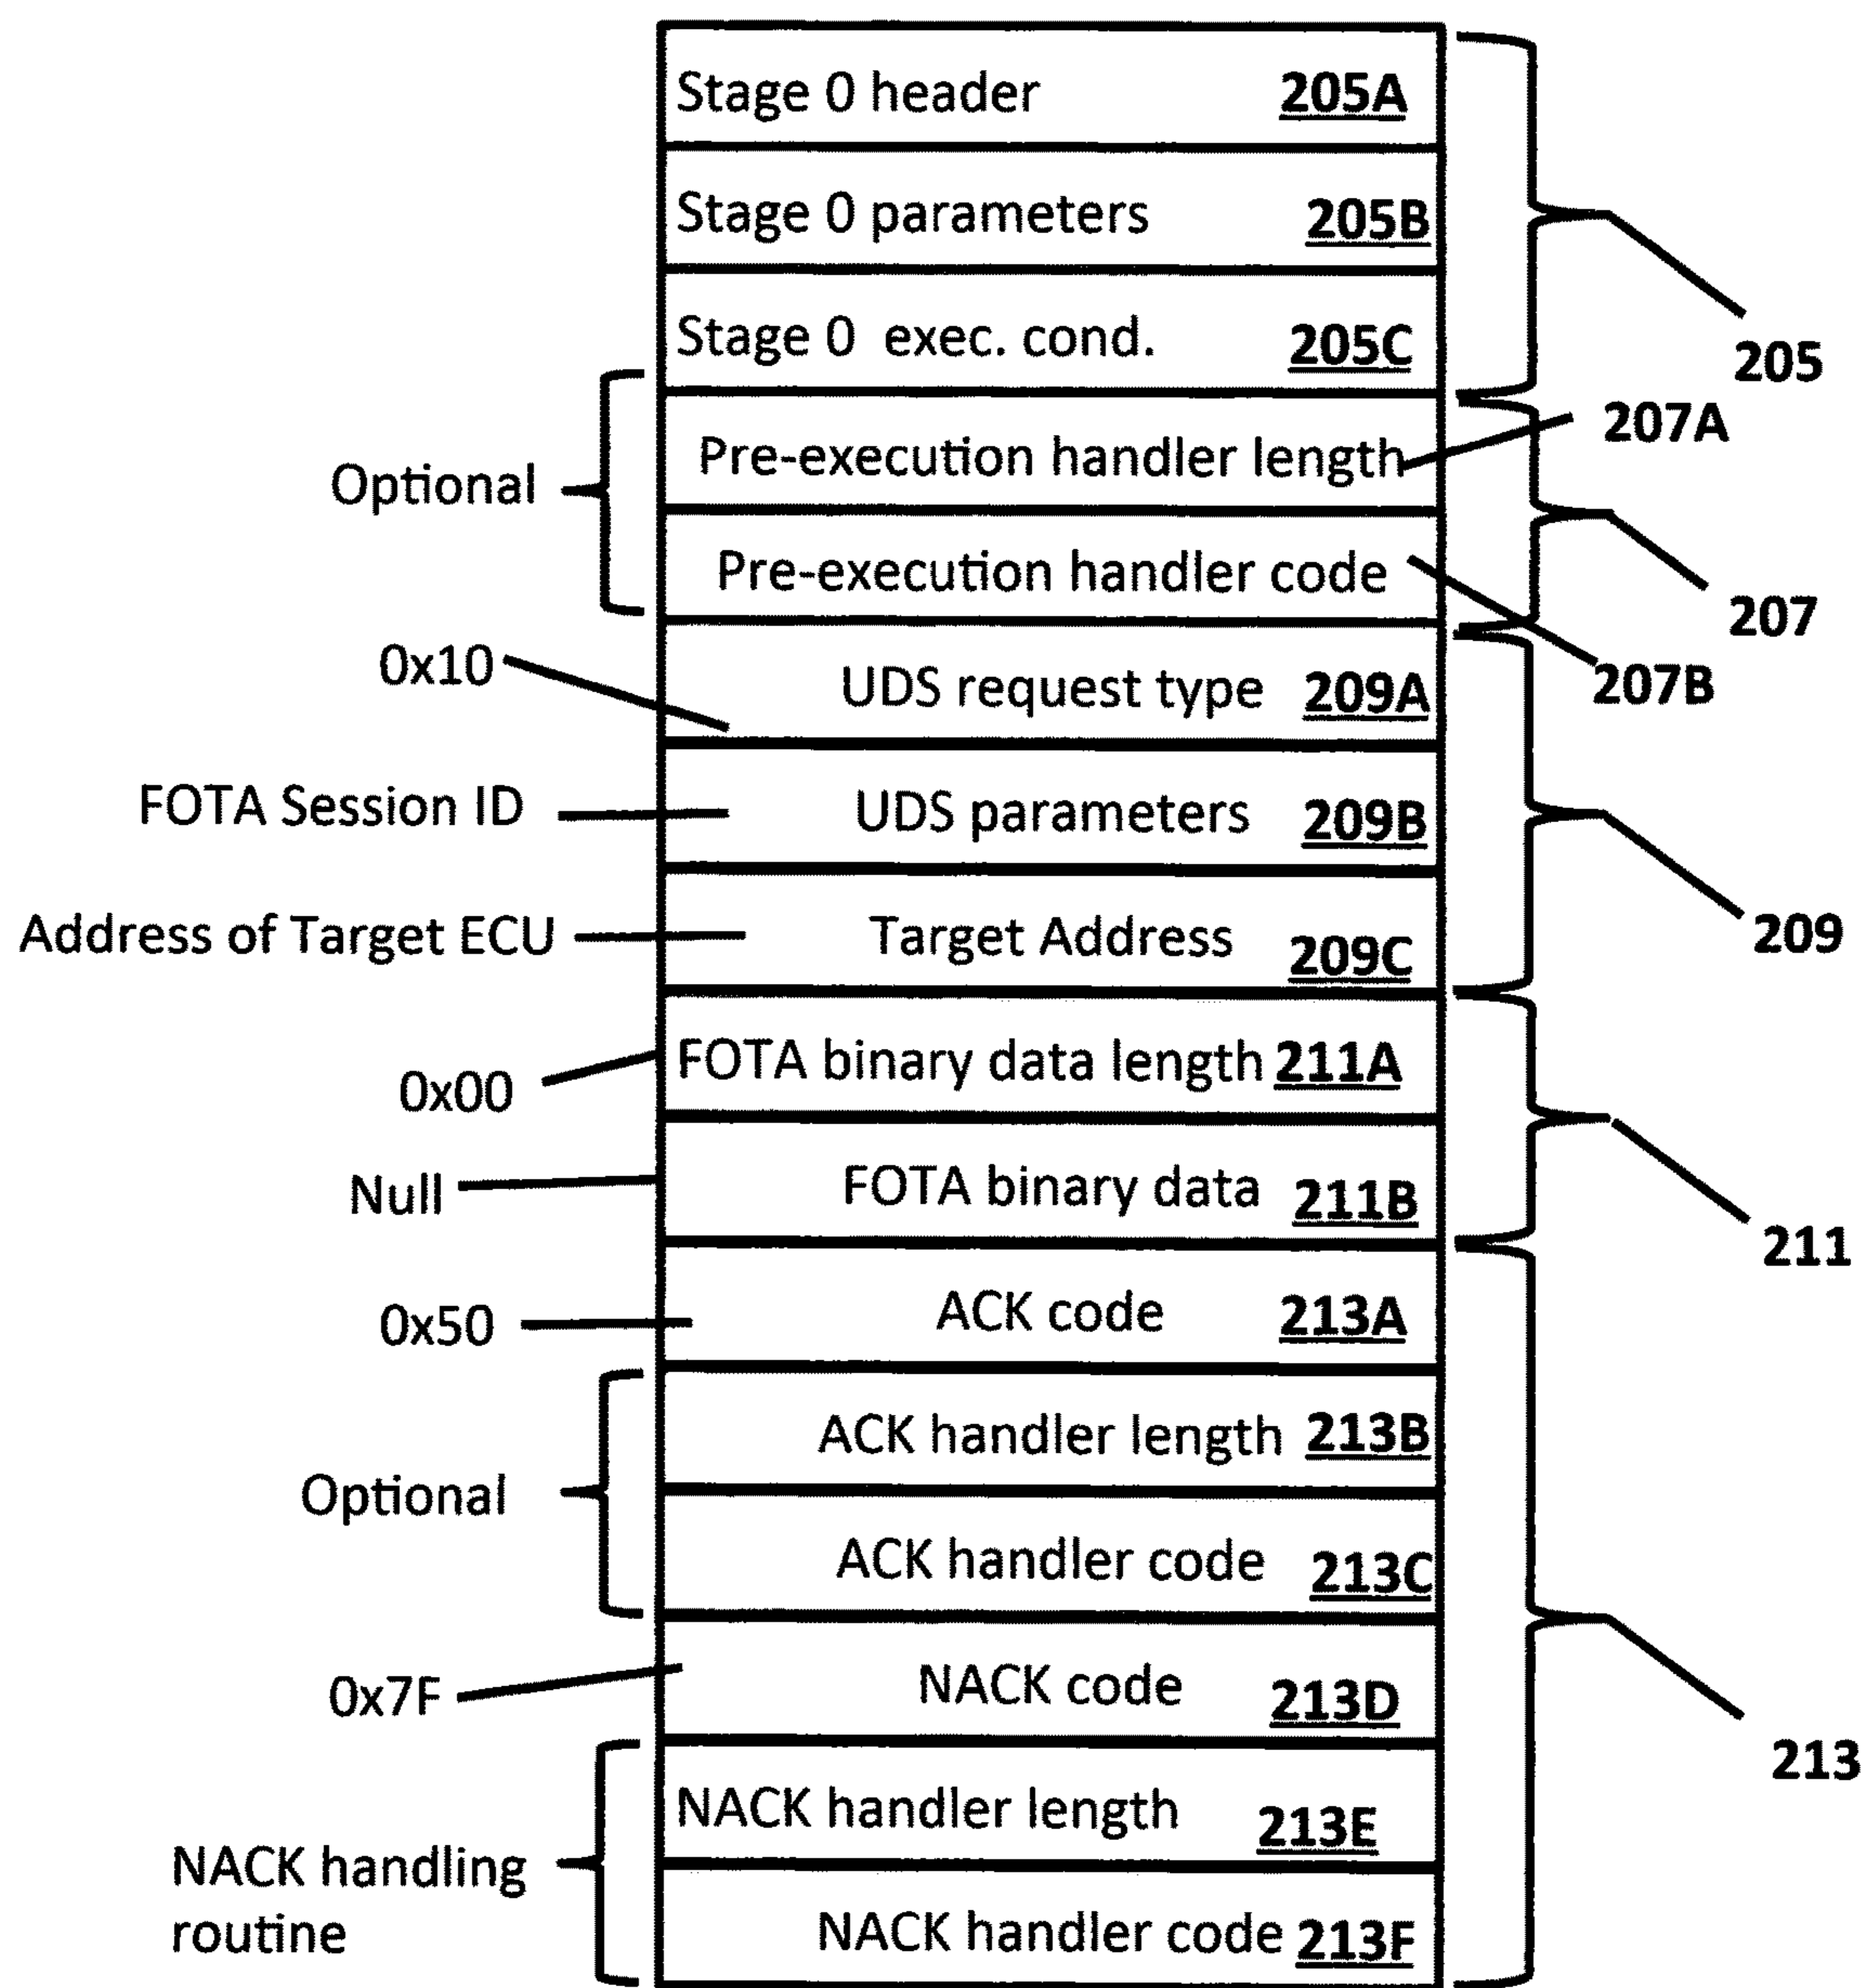 Stage 0 header 205A
Stage 0 parameters 205B
Stage 0 exec. cond. 205C
205
Optional
Pre-execution handler length 207A
Pre-execution handler code 207B
207
0x10
UDS request type 209A
FOTA Session ID
UDS parameters 209B
Address of Target ECU
Target Address 209C
209
0x00
FOTA binary data length 211A
Null
FOTA binary data 211B
211
0x50
ACK code 213A
Optional
ACK handler length 213B
ACK handler code 213C
0x7F
NACK code 213D
213
NACK handling
routine
NACK handler length 213E
NACK handler code 213F